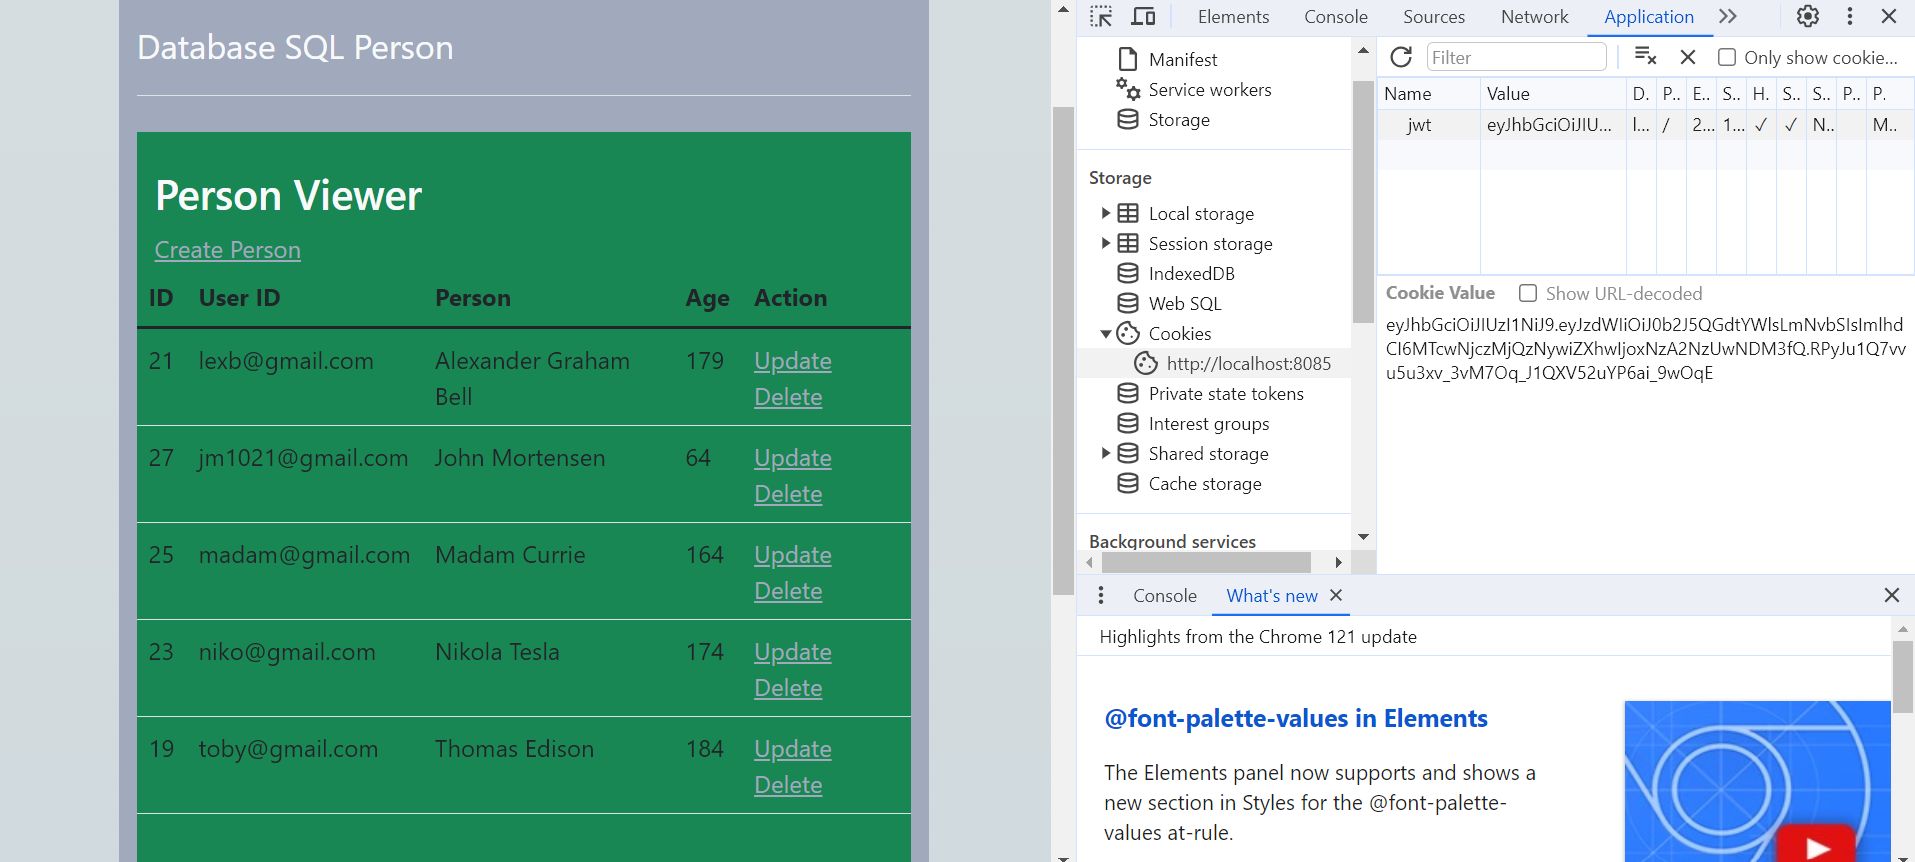 Database SQL Person
Person Viewer
Create Person
ID User ID Person Age Action
21 lexb@gmail.com Alexander Graham 179 Update
Bell Delete
27 jm1021@gmail.com John Mortensen 64 Update
Delete
25 madam@gmail.com Madam Currie 164 Update
Delete
23 niko@gmail.com Nikola Tesla 174 Update
Delete
19 toby@gmail.com Thomas Edison 184 Update
Delete
Elements Console Sources Network Application
Manifest
Service workers
Storage
Storage
Local storage
Session storage
IndexedDB
Web SQL
Cookies
http://localhost:8085
Private state tokens
Interest groups
Shared storage
Cache storage
Background services
Filter Only show cookie...
Name Value D. P.. E.. S.. H. S.. S.. P.. P.
jwt eyJhbGciOiJIU... l... / 2... 1... ✓ ✓ N.. M..
Cookie Value Show URL-decoded
eyJhbGciOiJIUzI1NiJ9.eyJzdWIiOiJ0b2J5QGdtYWlsLmNvbSIsImlhd
CI6MTcwNjczMjQzNywiZXhwIjoxNzA2NzUwNDM3fQ.RPyJu1Q7vv
u5u3xv_3vM7Oq_J1QXV52uYP6ai_9wOqE
Console What's new
Highlights from the Chrome 121 update
@font-palette-values in Elements
The Elements panel now supports and shows a
new section in Styles for the @font-palette-
values at-rule.